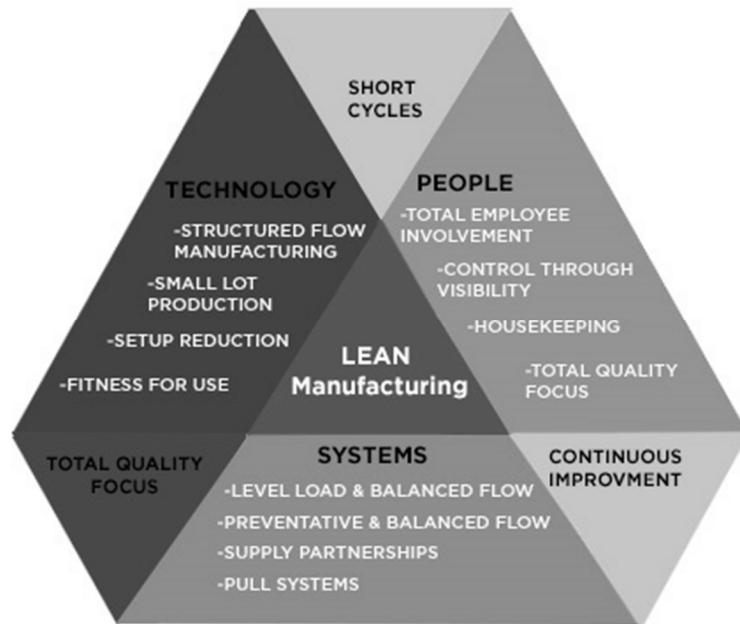 SHORT
CYCLES
TECHNOLOGY
-STRUCTURED FLOW
MANUFACTURING
-SMALL LOT
PRODUCTION
-SETUP REDUCTION
-FITNESS FOR USE
PEOPLE
-TOTAL EMPLOYEE
INVOLVEMENT
-CONTROL THROUGH
VISIBILITY
-HOUSEKEEPING
-TOTAL QUALITY
FOCUS
LEAN
Manufacturing
TOTAL QUALITY
FOCUS
SYSTEMS
-LEVEL LOAD & BALANCED FLOW
-PREVENTATIVE & BALANCED FLOW
-SUPPLY PARTNERSHIPS
-PULL SYSTEMS
CONTINUOUS
IMPROVMENT